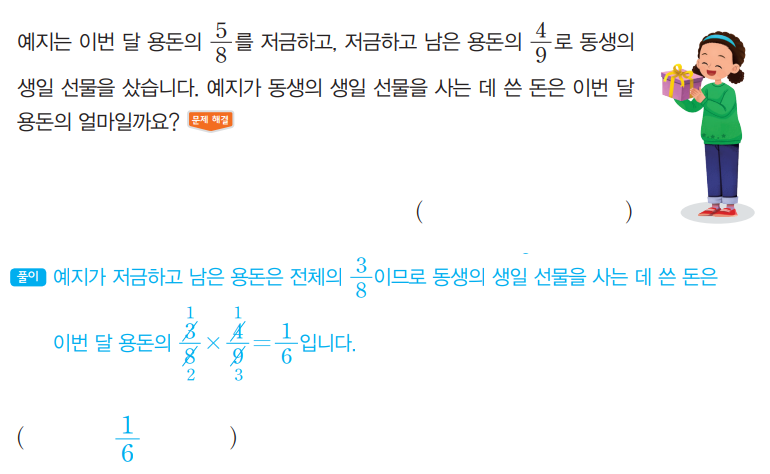 예지는 이번 달 용돈의 5/8를 저금하고, 저금하고 남은 용돈의 4/9로 동생의
생일 선물을 샀습니다. 예지가 동생의 생일 선물을 사는 데 쓴 돈은 이번 달
용돈의 얼마일까요? 문제 해결
( )
풀이 예지가 저금하고 남은 용돈은 전체의 3/8이므로 동생의 생일 선물을 사는 데 쓴 돈은
1 1
이번 달 용돈의 3/8 × 4/9 = 1/6입니다.
2 3
( 1/6 )